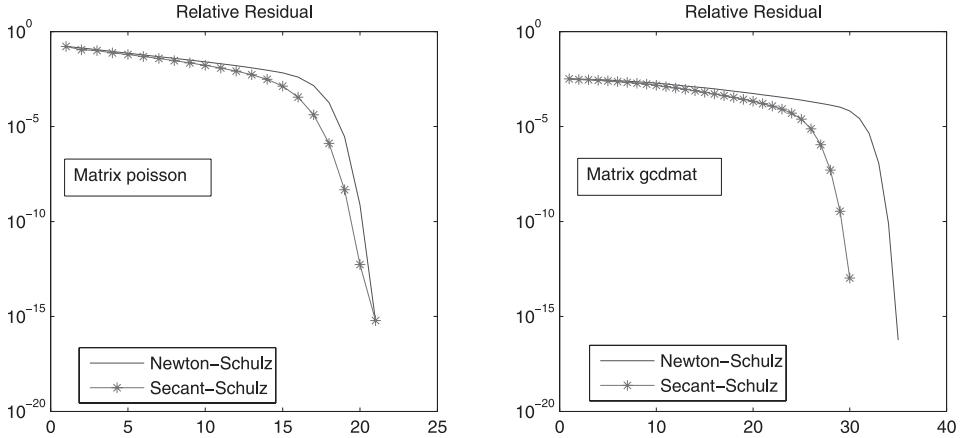 Relative Residual
10^0
10^-5
10^-10
10^-15
10^-20
Matrix poisson
Newton-Schulz
Secant-Schulz
0 5 10 15 20 25
Relative Residual
10^0
10^-5
10^-10
10^-15
10^-20
Matrix gcdmat
Newton-Schulz
Secant-Schulz
0 10 20 30 40